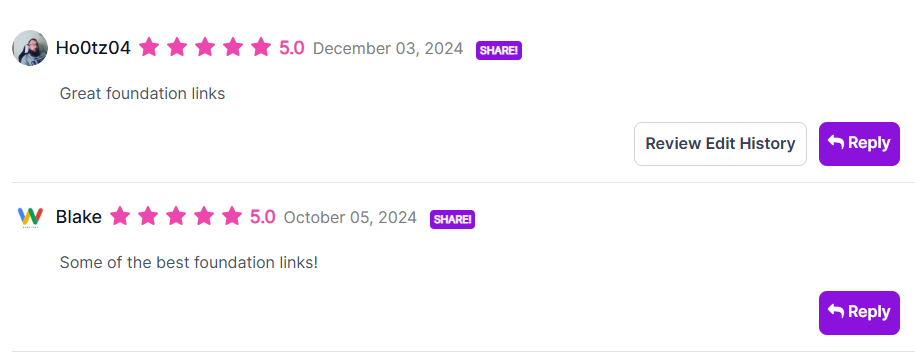 Ho0tz04 5.0 December 03, 2024 SHARE!
Great foundation links
Review Edit History Reply
Blake 5.0 October 05, 2024 SHARE!
Some of the best foundation links!
Reply